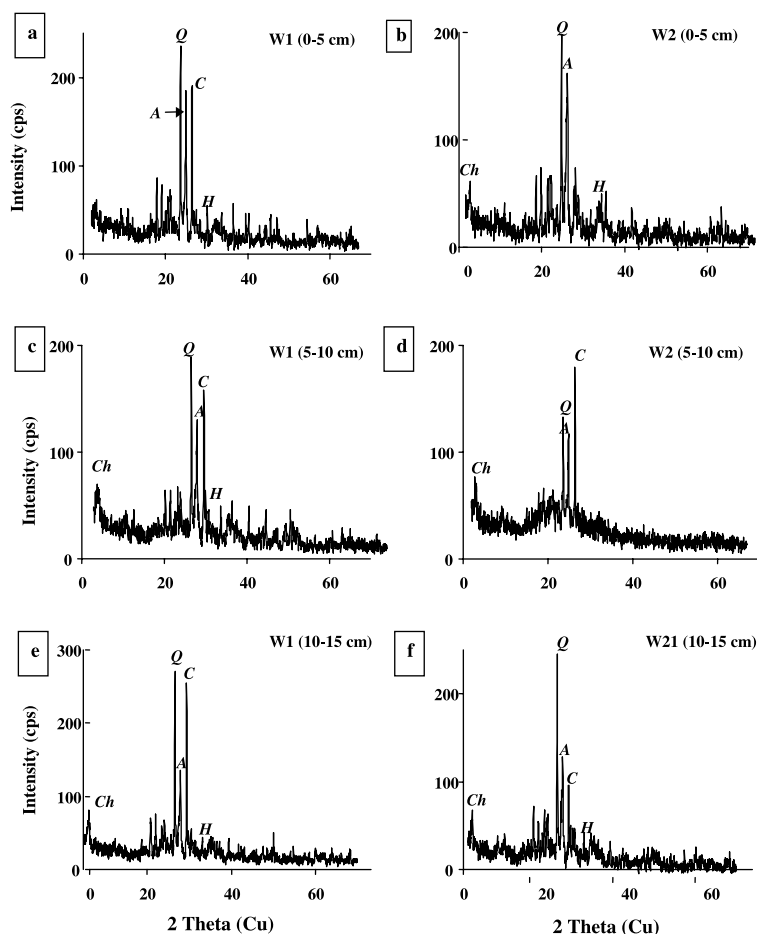 a
W1 (0-5 cm)
Q
A
C
H
Intensity (cps)
200
100
0
0
20
40
60
b
W2 (0-5 cm)
Q
A
Ch
H
200
100
0
0
20
40
60
c
W1 (5-10 cm)
Q
C
A
Ch
H
Intensity (cps)
200
100
0
0
20
40
60
d
W2 (5-10 cm)
C
Q
A
Ch
200
100
0
0
20
40
60
e
W1 (10-15 cm)
Q
C
A
Ch
H
Intensity (cps)
300
200
100
0
0
20
40
60
2 Theta (Cu)
f
W21 (10-15 cm)
Q
A
C
Ch
H
200
100
0
0
20
40
60
2 Theta (Cu)